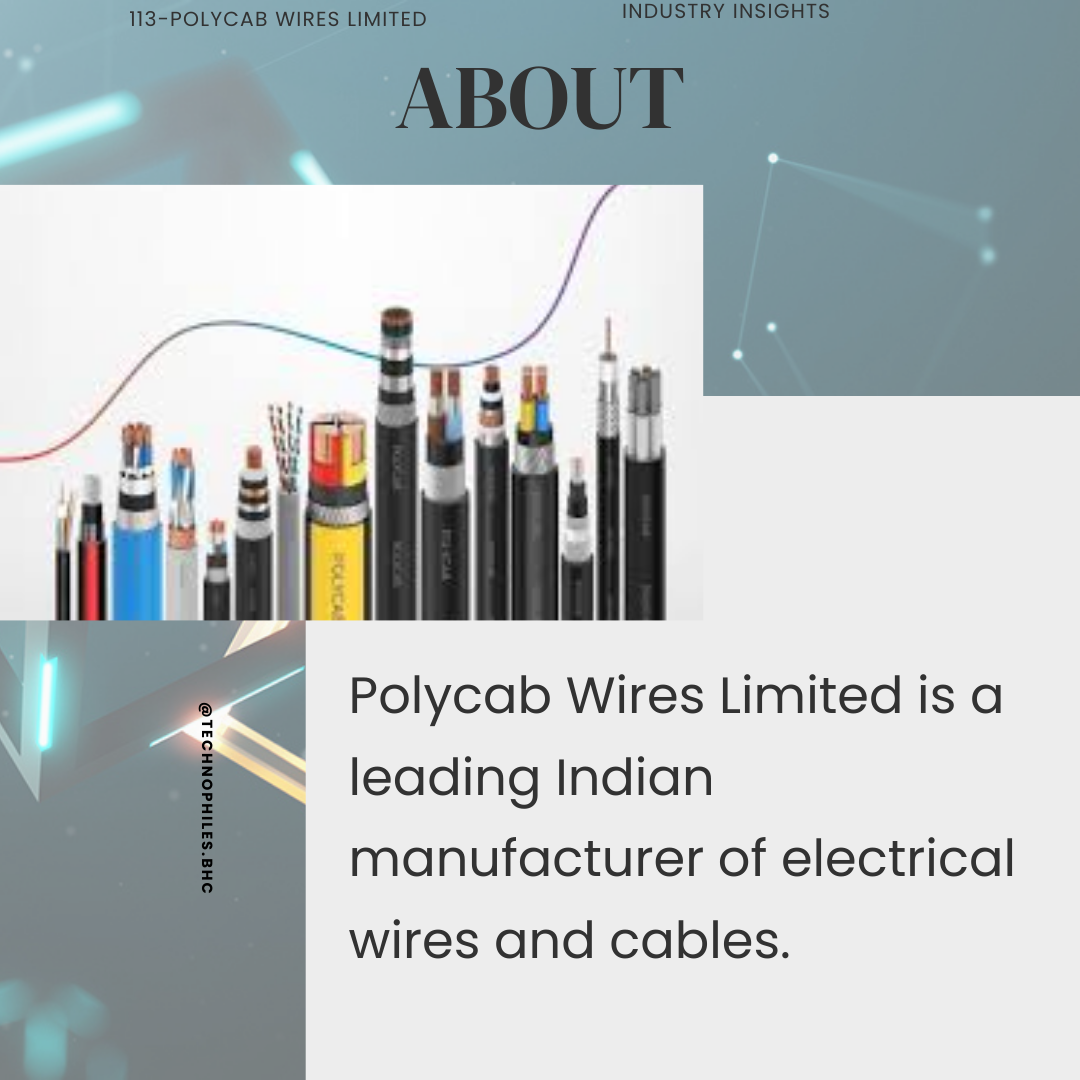 113-POLYCAB WIRES LIMITED
INDUSTRY INSIGHTS
ABOUT
POLYCAB
@TECHNOPHILES.BHC
Polycab Wires Limited is a
leading Indian
manufacturer of electrical
wires and cables.